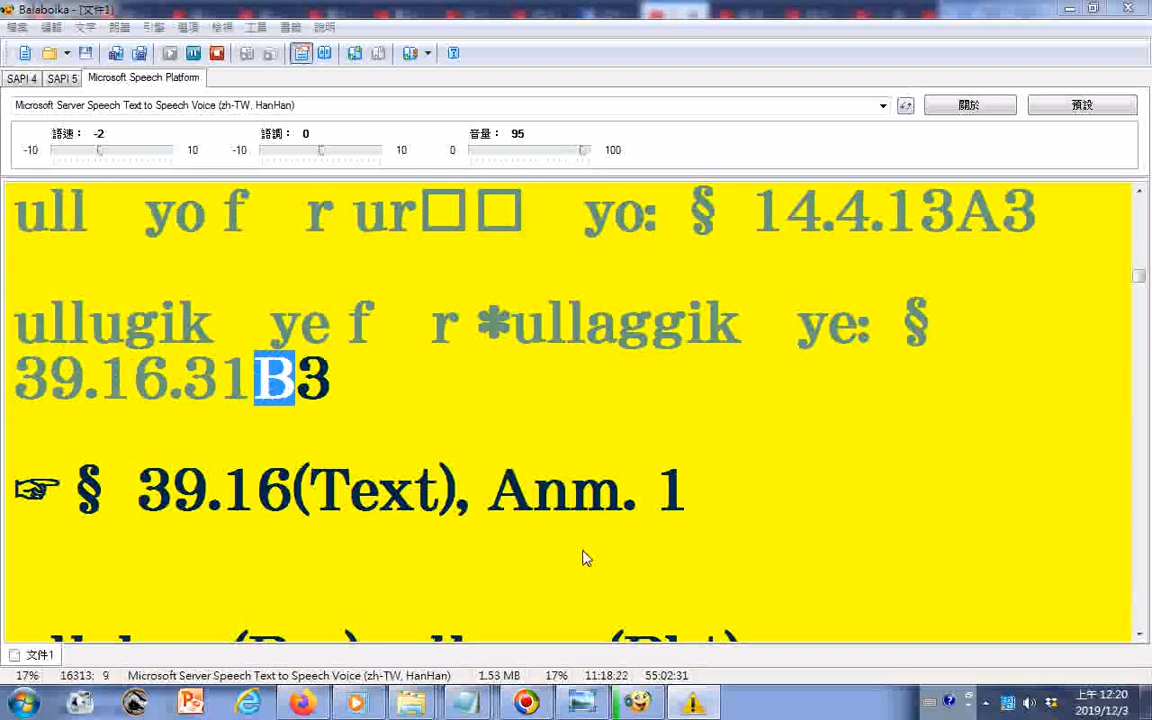 Balabolka - [文件1]
檔案 編輯 文字 朗讀 引擎 選項 檢視 工具 書籤 說明
SAPI 4 SAPI 5 Microsoft Speech Platform
Microsoft Server Speech Text to Speech Voice (zh-TW, HanHan) 關於 預設
語速： -2 語調： 0 音量： 95
-10 10 -10 10 0 100
ull yo f r ur□□ yo: § 14.4.13A3
ullugik ye f r *ullaggik ye: §
39.16.31B3
☞ § 39.16(Text), Anm. 1
文件1
17% 16313: 9 Microsoft Server Speech Text to Speech Voice (zh-TW, HanHan) 1.53 MB 17% 11:18:22 55:02:31
上午 12:20
2019/12/3